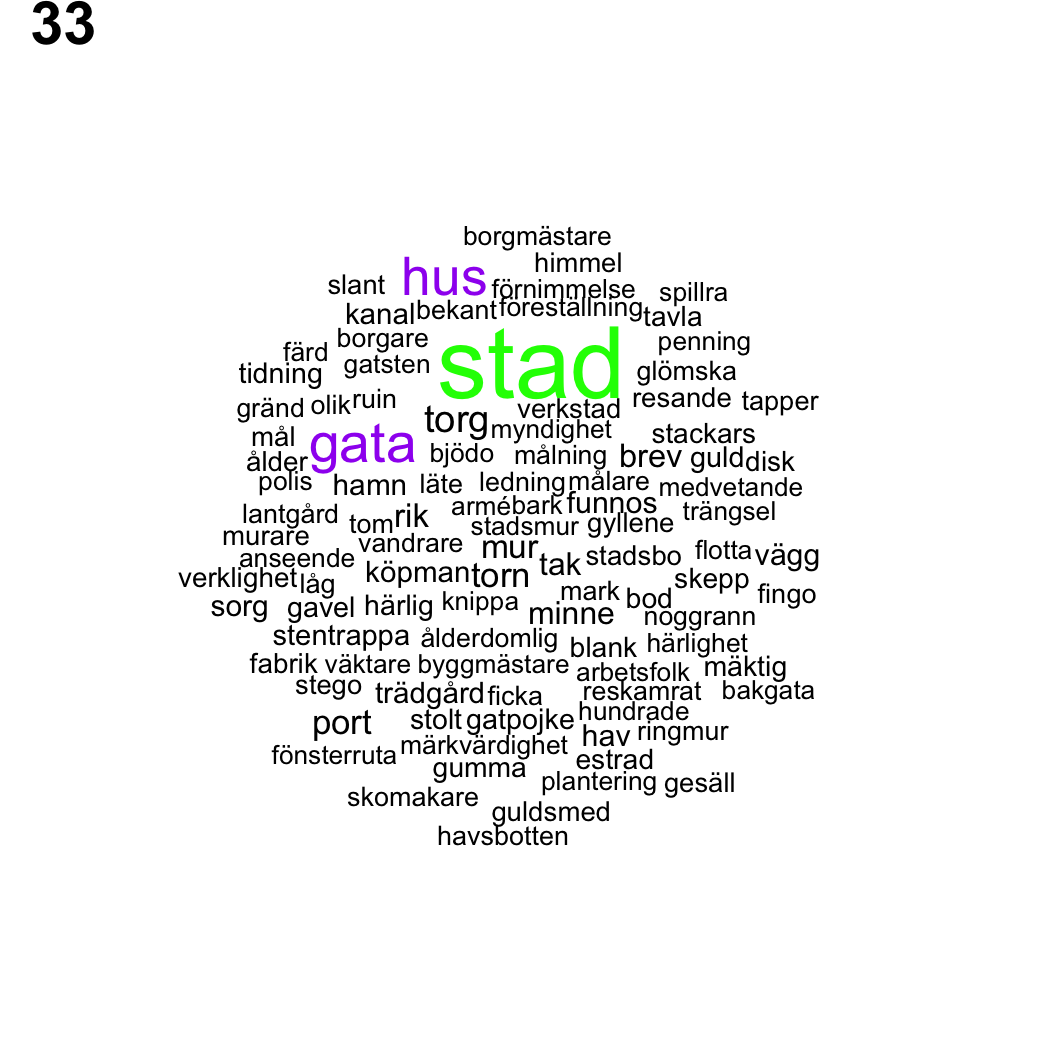 33
borgmästare
himmel
slant hus förnimmelse spillra
kanal bekant föreställning tavla
borgare penning
färd gatsten stad glömska
tidning
gränd olik ruin verkstad resande tapper
torg myndighet stackars
mål gata bjödo målning brev guld disk
ålder
polis hamn läte ledning målare medvetande
lantgård tom rik armébark funnos trängsel
stadsmur gyllene
murare vandrare mur stadsbo flotta vägg
anseende tak
verklighet låg köpman torn mark skepp fingo
sorg gavel härlig knippa minne bod noggrann
stentrappa ålderdomlig blank härlighet
fabrik väktare byggmästare arbetsfolk mäktig
stego trädgård ficka reskamrat bakgata
port stolt gatpojke hundrade
märkvärdighet hav ringmur
fönsterruta gumma estrad
plantering gesäll
skomakare guldsmed
havsbotten